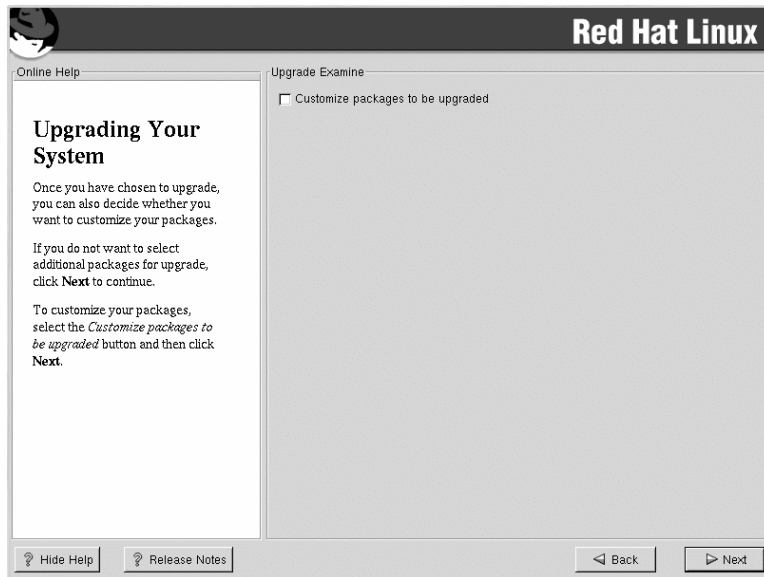 Red Hat Linux
Online Help
Upgrading Your
System
Once you have chosen to upgrade,
you can also decide whether you
want to customize your packages.
If you do not want to select
additional packages for upgrade,
click Next to continue.
To customize your packages,
select the Customize packages to
be upgraded button and then click
Next.
Upgrade Examine
Customize packages to be upgraded
? Hide Help
? Release Notes
Back
Next